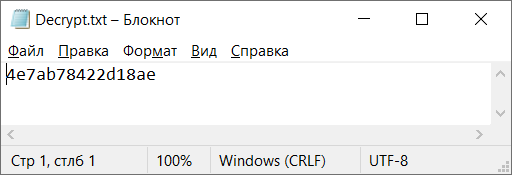 Decrypt.txt – Блокнот
Файл Правка Формат Вид Справка
4e7ab78422d18ae
Стр 1, стлб 1 100% Windows (CRLF) UTF-8